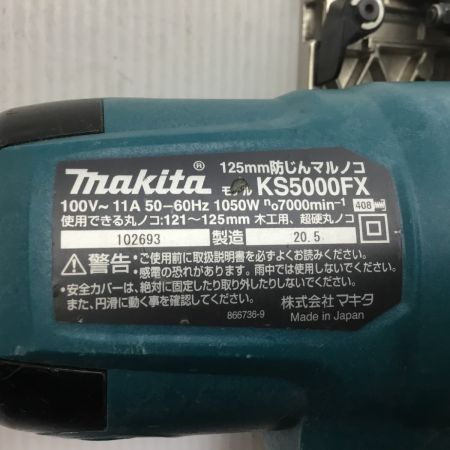 makita® 125mm防じんマルノコ
モデル KS5000FX
100V～ 11A 50–60Hz 1050W n₀7000min⁻¹ 408
使用できる丸ノコ:121～125mm 木工用、超硬丸ノコ
102693 製造 20.5
⚠警告 •ご使用前に取扱説明書を必ずよくお読みください。
•感電の恐れがあります。雨中では使用しないでください。
•安全カバーは、絶対に固定したり取り外したりしないでください。
また、円滑に動く事を確認してください。
866736-9
株式会社 マキタ
Made in Japan